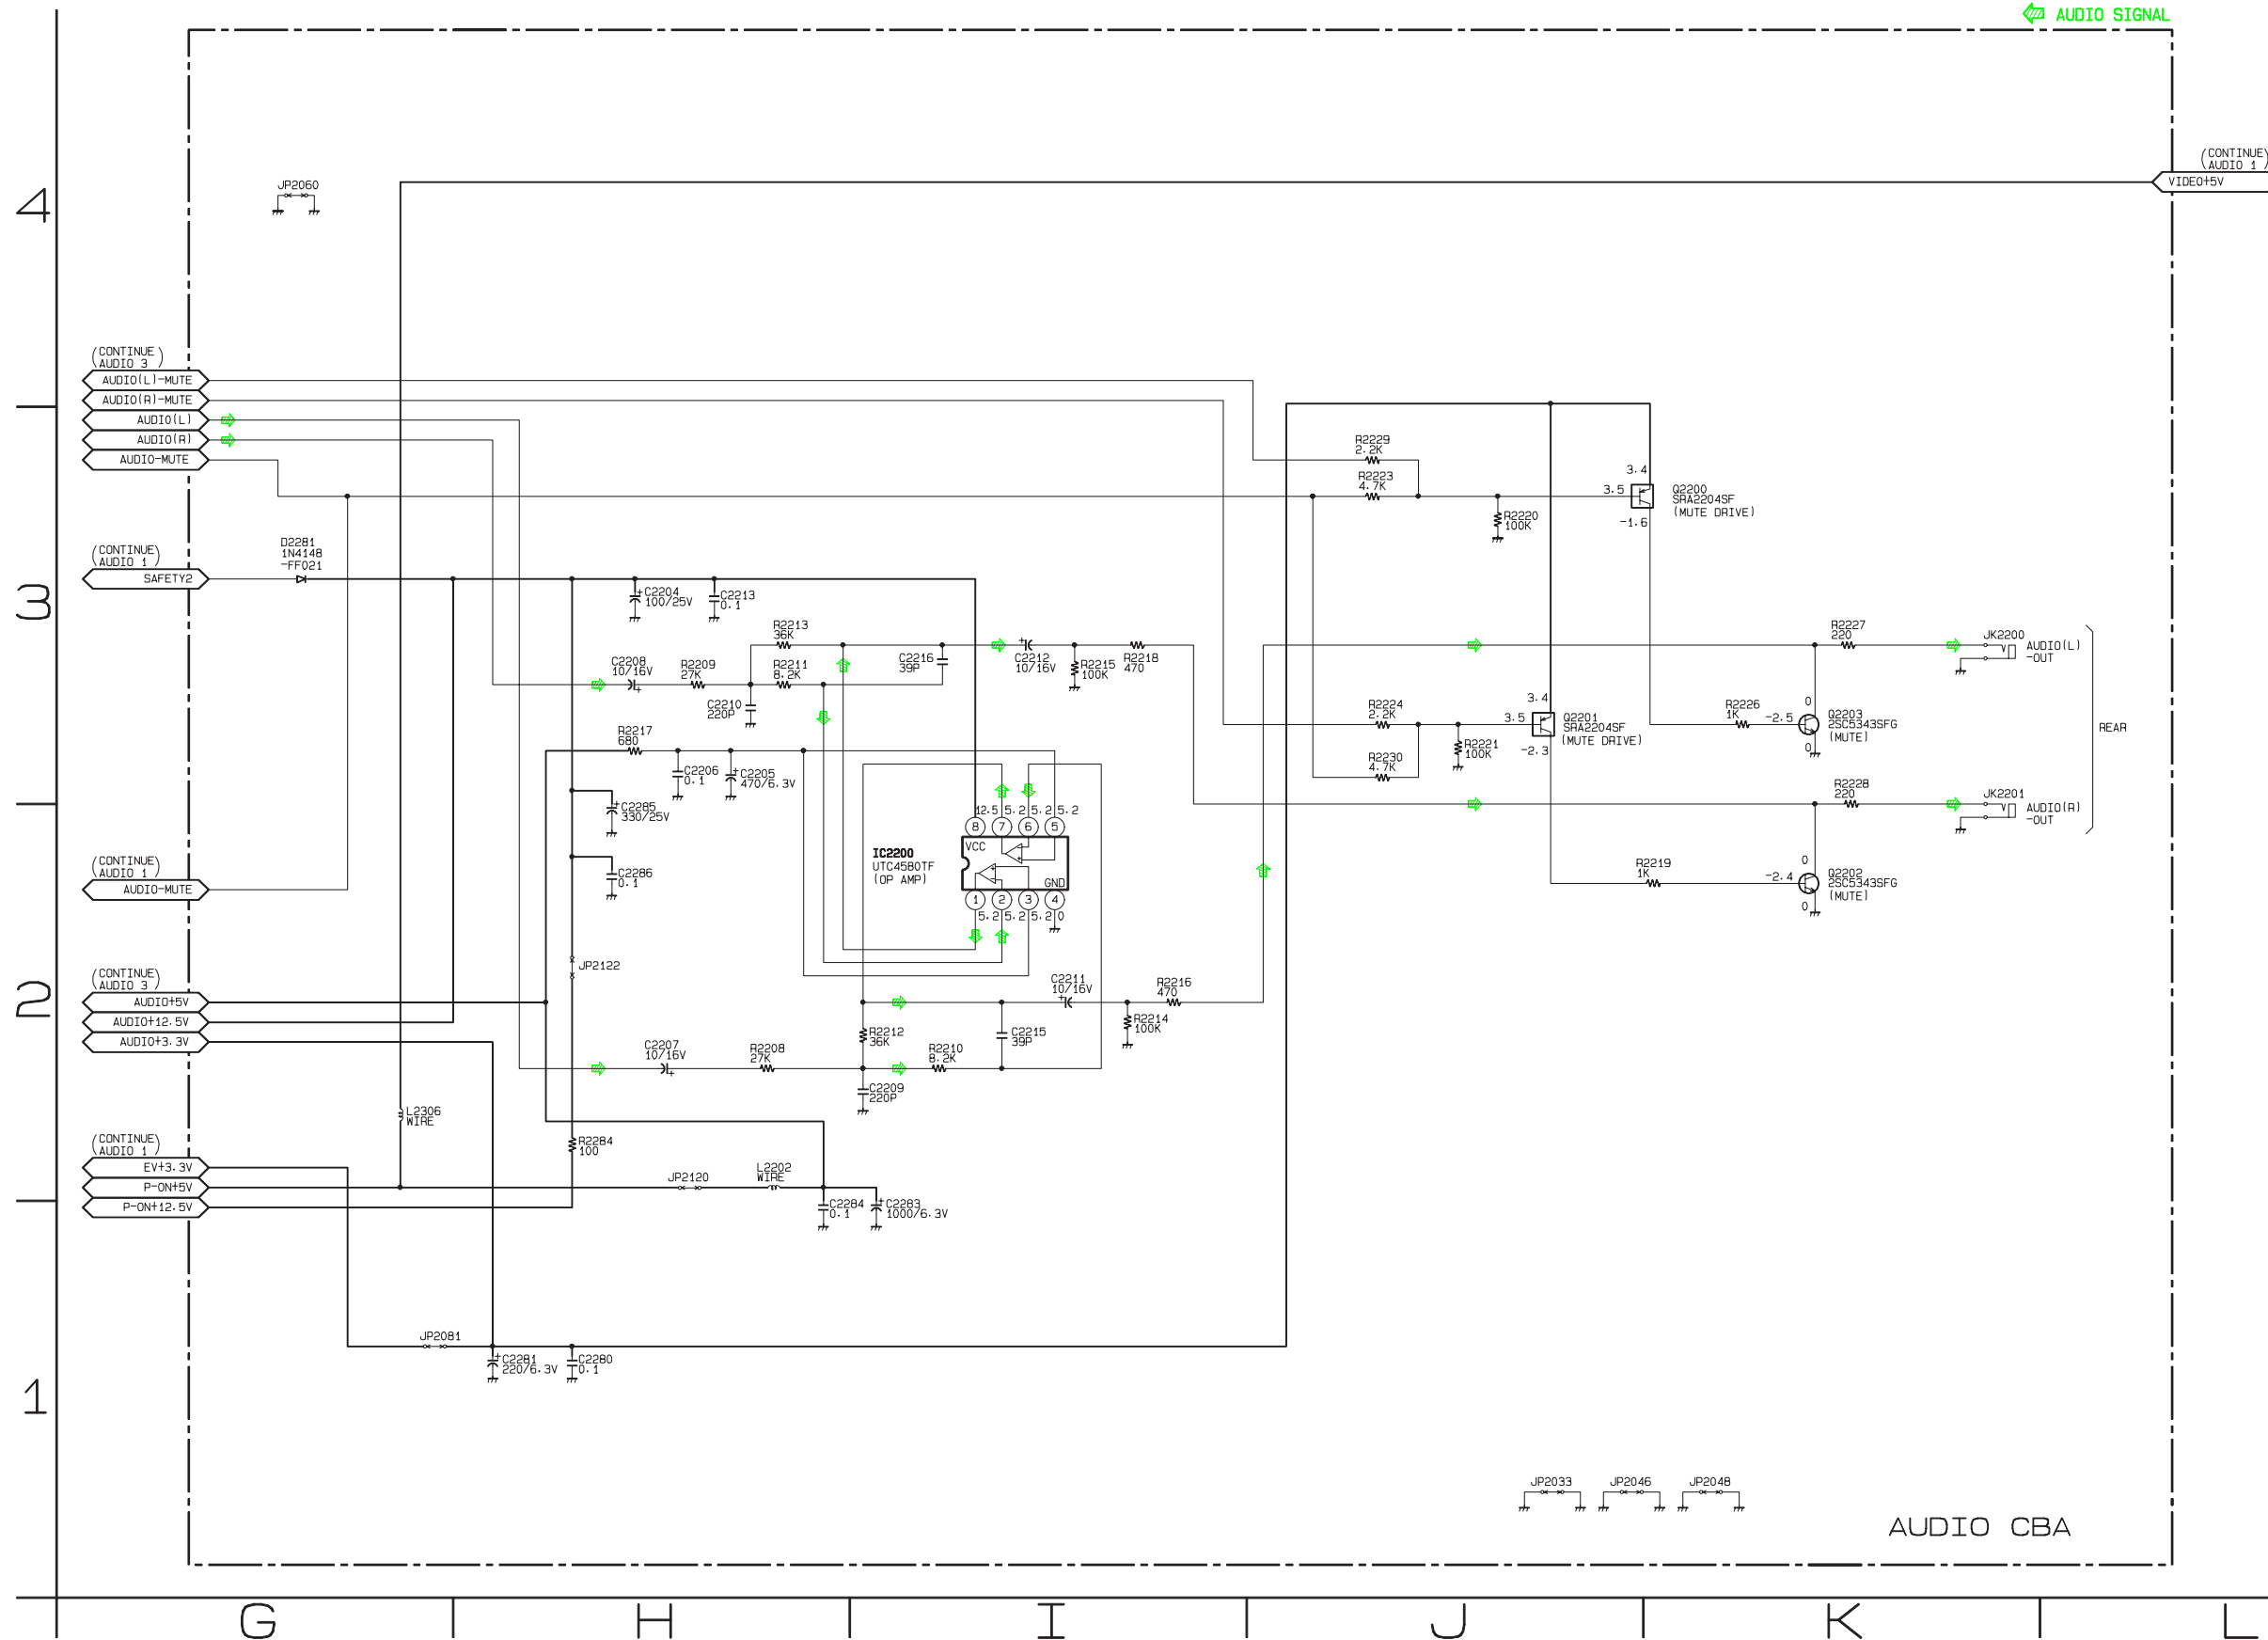 AUDIO SIGNAL
(CONTINUE
AUDIO 1)
VIDEO+5V
4
JP2060
(CONTINUE
AUDIO 3)
AUDIO(L)-MUTE
AUDIO(R)-MUTE
AUDIO(L)
AUDIO(R)
AUDIO-MUTE
R2229
2.2K
R2223
4.7K
R2220
100K
3.4
3.5
-1.6
Q2200
SRA2204SF
(MUTE DRIVE)
(CONTINUE
AUDIO 1)
SAFETY2
D2281
1N4148
-FF021
3
+C2204
100/25V
C2213
0.1
R2213
36K
C2208
10/16V
+
R2209
27K
R2211
8.2K
C2210
220P
C2216
39P
+
C2212
10/16V
R2215
100K
R2218
470
R2217
680
C2206
0.1
+C2205
470/6.3V
+C2285
330/25V
C2286
0.1
R2224
2.2K
R2230
4.7K
R2221
100K
3.4
3.5
-2.3
Q2201
SRA2204SF
(MUTE DRIVE)
R2226
1K
-2.5
0
0
Q2203
2SC5343SFG
(MUTE)
R2227
220
JK2200
AUDIO(L)
-OUT
REAR
R2228
220
JK2201
AUDIO(R)
-OUT
R2219
1K
-2.4
0
0
Q2202
2SC5343SFG
(MUTE)
12.5 5.2 5.2 5.2
8 7 6 5
VCC
IC2200
UTC4580TF
(OP AMP)
GND
1 2 3 4
5.2 5.2 5.2 0
(CONTINUE
AUDIO 1)
AUDIO-MUTE
JP2122
2
(CONTINUE
AUDIO 3)
AUDIO+5V
AUDIO+12.5V
AUDIO+3.3V
C2211
10/16V
+
R2216
470
R2214
100K
R2212
36K
C2215
39P
C2207
10/16V
+
R2208
27K
R2210
8.2K
C2209
220P
L2306
WIRE
R2284
100
(CONTINUE
AUDIO 1)
EV+3.3V
P-ON+5V
P-ON+12.5V
JP2120
L2202
WIRE
C2284
0.1
+C2283
1000/6.3V
JP2081
+C2281
220/6.3V
C2280
0.1
1
JP2033
JP2046
JP2048
AUDIO CBA
G H I J K L